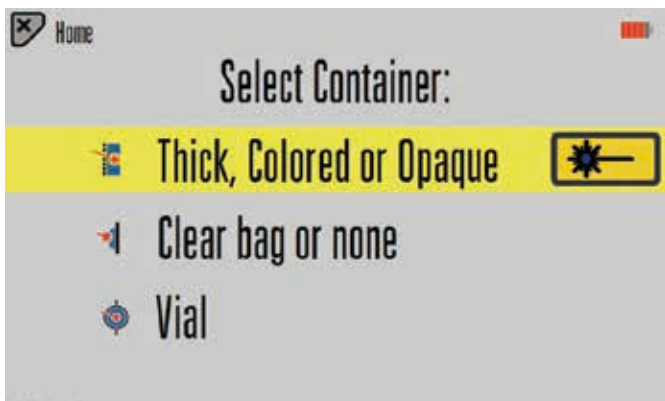 Home
Select Container:
Thick, Colored or Opaque
Clear bag or none
Vial